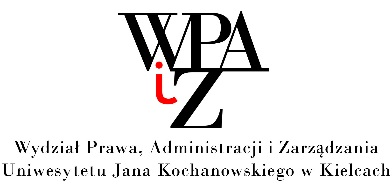 WPA
iZ
Wydział Prawa, Administracji i Zarządzania
Uniwesytetu Jana Kochanowskiego w Kielcach